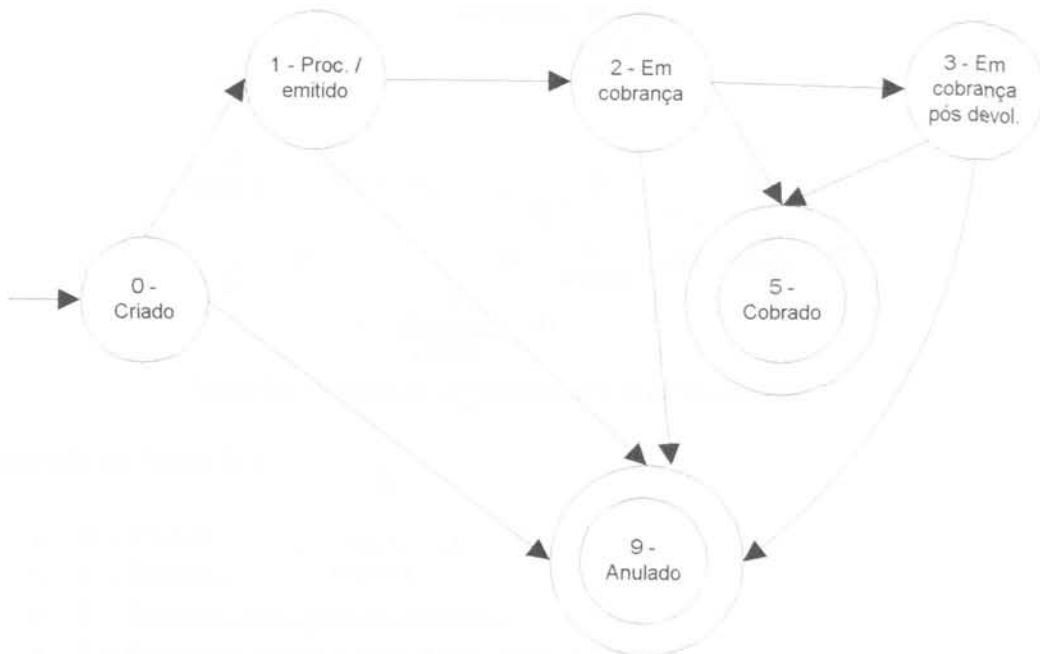 1 - Proc. /
emitido
2 - Em
cobrança
3 - Em
cobrança
pós devol.
0 -
Criado
5 -
Cobrado
9 -
Anulado